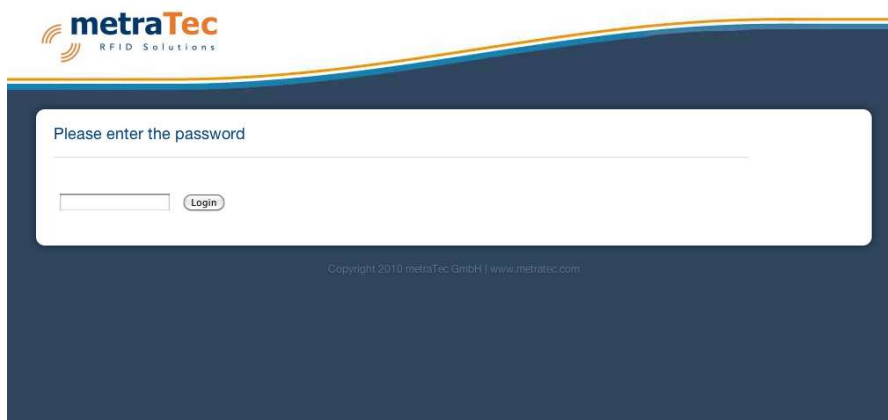 metraTec
RFID Solutions
Please enter the password
Login
Copyright 2010 metraTec GmbH | www.metratec.com